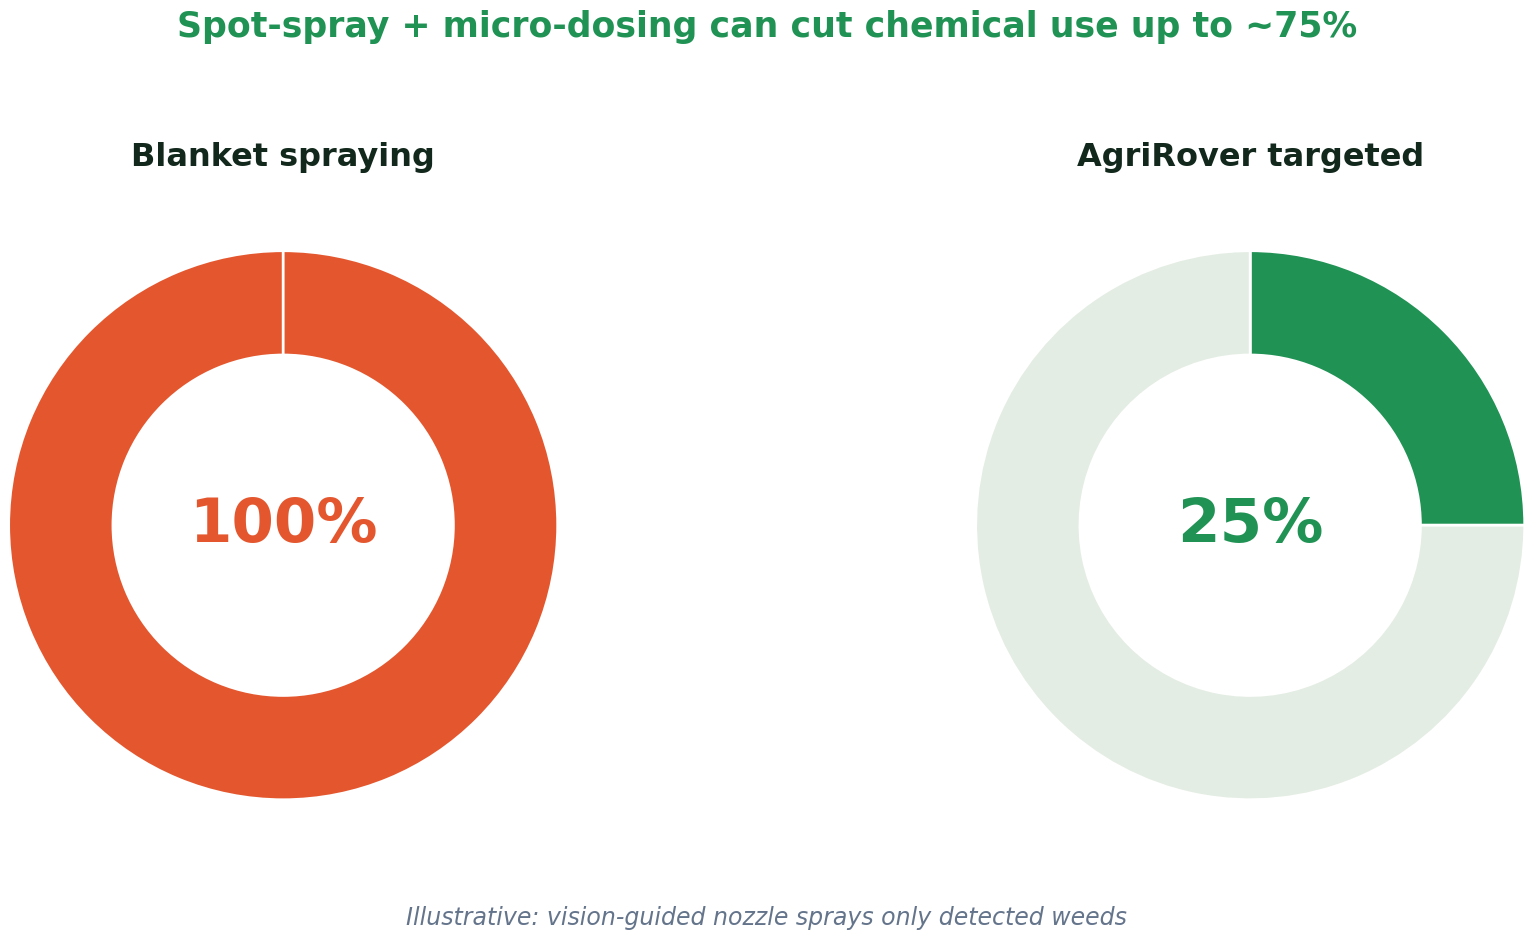 Spot-spray + micro-dosing can cut chemical use up to ~75%
Blanket spraying
AgriRover targeted
100%
25%
Illustrative: vision-guided nozzle sprays only detected weeds